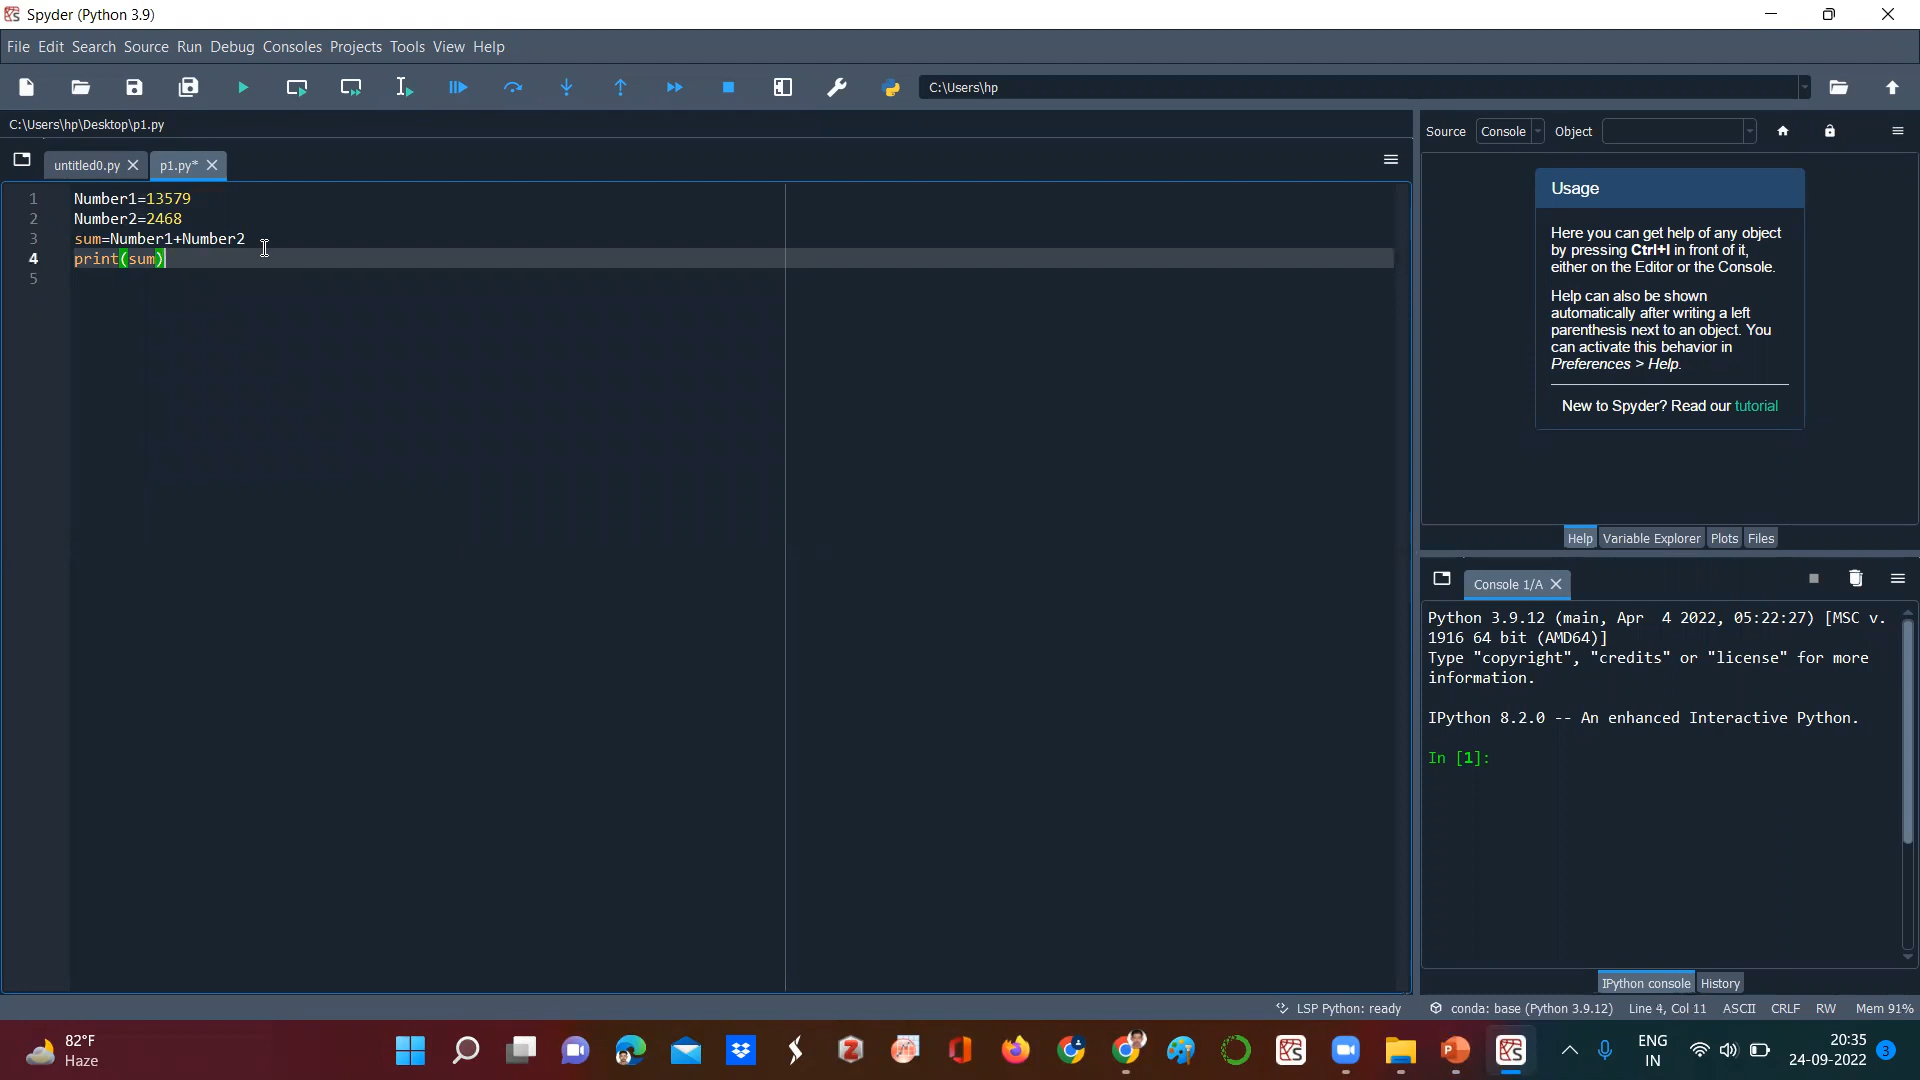 Spyder (Python 3.9)
File Edit Search Source Run Debug Consoles Projects Tools View Help
C:\Users\hp
C:\Users\hp\Desktop\p1.py
Source Console Object
untitled0.py
p1.py*
1 Number1=13579
2 Number2=2468
3 sum=Number1+Number2
4 print(sum)
5
Usage
Here you can get help of any object
by pressing Ctrl+I in front of it,
either on the Editor or the Console.
Help can also be shown
automatically after writing a left
parenthesis next to an object. You
can activate this behavior in
Preferences > Help.
New to Spyder? Read our tutorial
Help Variable Explorer Plots Files
Console 1/A
Python 3.9.12 (main, Apr  4 2022, 05:22:27) [MSC v.
1916 64 bit (AMD64)]
Type "copyright", "credits" or "license" for more
information.
IPython 8.2.0 -- An enhanced Interactive Python.
In [1]:
IPython console History
LSP Python: ready conda: base (Python 3.9.12) Line 4, Col 11 ASCII CRLF RW Mem 91%
82°F
Haze
ENG
IN
20:35
24-09-2022
3